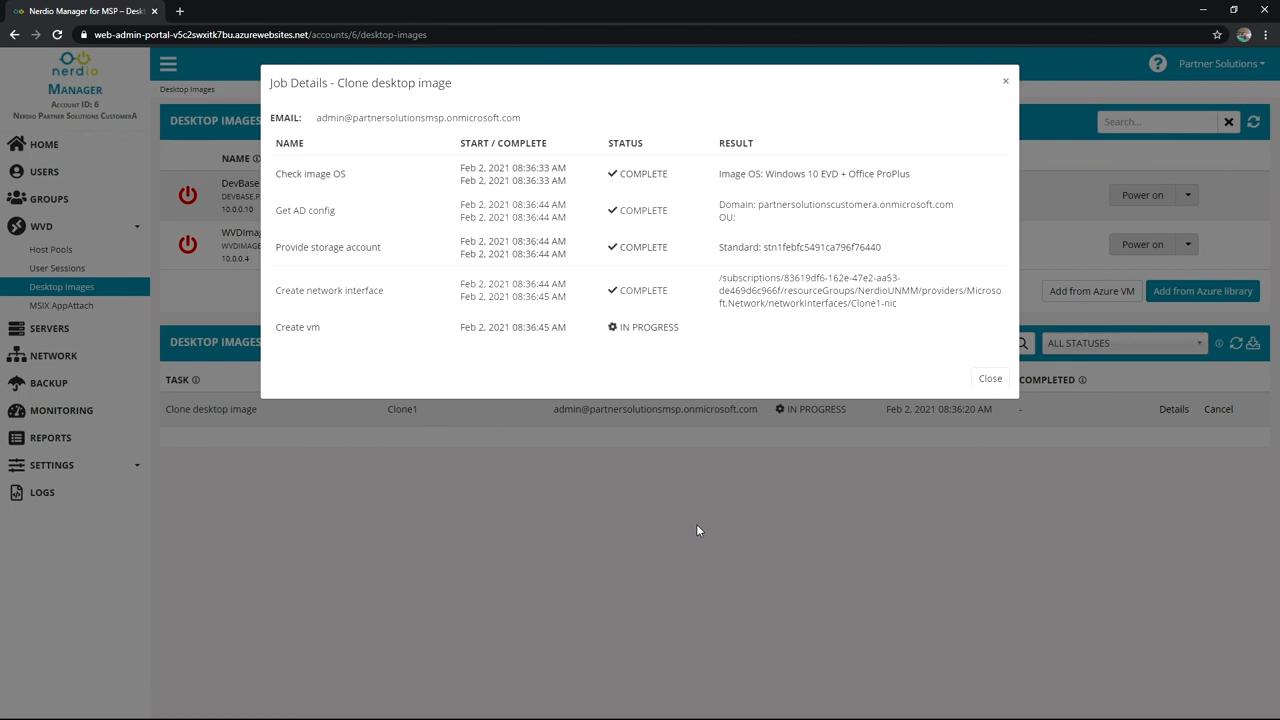 Nerdio Manager for MSP – Desk
web-admin-portal-v5c2swxitk7bu.azurewebsites.net/accounts/6/desktop-images
nerdio
MANAGER
ACCOUNT ID: 6
NERDIO PARTNER SOLUTIONS CUSTOMERA
HOME
USERS
GROUPS
WVD
Host Pools
User Sessions
Desktop Images
MSIX AppAttach
SERVERS
NETWORK
BACKUP
MONITORING
REPORTS
SETTINGS
LOGS
Partner Solutions
Desktop Images
DESKTOP IMAGES
Search...
NAME
DevBase
DEVBASE.P
10.0.0.10
Power on
WVDImag
WVDIMAGE
10.0.0.4
Power on
Add from Azure VM
Add from Azure library
Job Details - Clone desktop image
×
EMAIL: admin@partnersolutionsmsp.onmicrosoft.com
NAME START / COMPLETE STATUS RESULT
Check image OS Feb 2, 2021 08:36:33 AM COMPLETE Image OS: Windows 10 EVD + Office ProPlus
Feb 2, 2021 08:36:33 AM
Get AD config Feb 2, 2021 08:36:44 AM COMPLETE Domain: partnersolutionscustomera.onmicrosoft.com
Feb 2, 2021 08:36:44 AM OU:
Provide storage account Feb 2, 2021 08:36:44 AM COMPLETE Standard: stn1febfc5491ca796f76440
Feb 2, 2021 08:36:44 AM
Create network interface Feb 2, 2021 08:36:44 AM COMPLETE /subscriptions/83619df6-162e-47e2-aa53-
Feb 2, 2021 08:36:45 AM de469d6c966f/resourceGroups/NerdioUNMM/providers/Microso
ft.Network/networkInterfaces/Clone1-nic
Create vm Feb 2, 2021 08:36:45 AM IN PROGRESS
Close
DESKTOP IMAGES
ALL STATUSES
TASK COMPLETED
Clone desktop image Clone1 admin@partnersolutionsmsp.onmicrosoft.com IN PROGRESS Feb 2, 2021 08:36:20 AM - Details Cancel